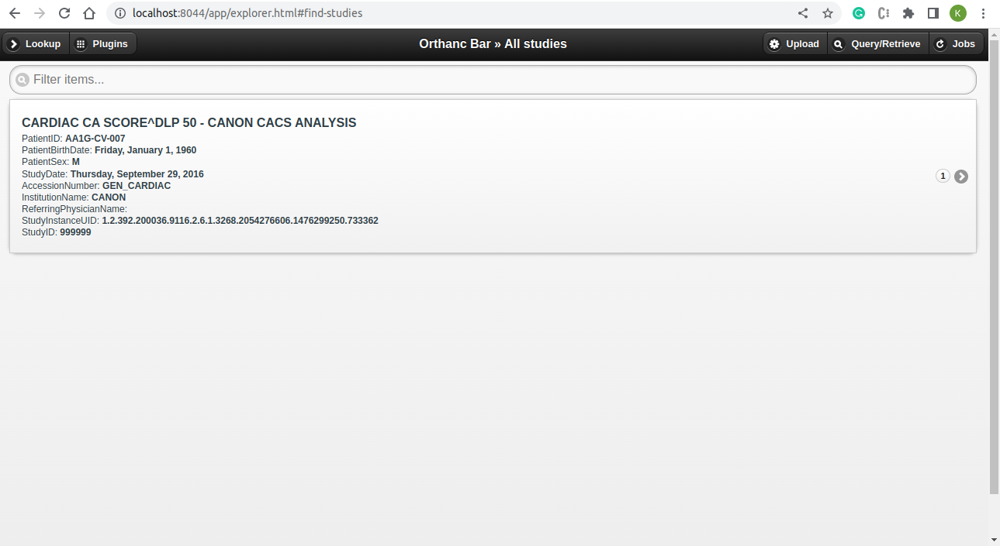 localhost:8044/app/explorer.html#find-studies
K
Lookup
Plugins
Orthanc Bar » All studies
Upload
Query/Retrieve
Jobs
Filter items...
CARDIAC CA SCORE^DLP 50 - CANON CACS ANALYSIS
PatientID: AA1G-CV-007
PatientBirthDate: Friday, January 1, 1960
PatientSex: M
StudyDate: Thursday, September 29, 2016
AccessionNumber: GEN_CARDIAC
InstitutionName: CANON
ReferringPhysicianName:
StudyInstanceUID: 1.2.392.200036.9116.2.6.1.3268.2054276606.1476299250.733362
StudyID: 999999
1